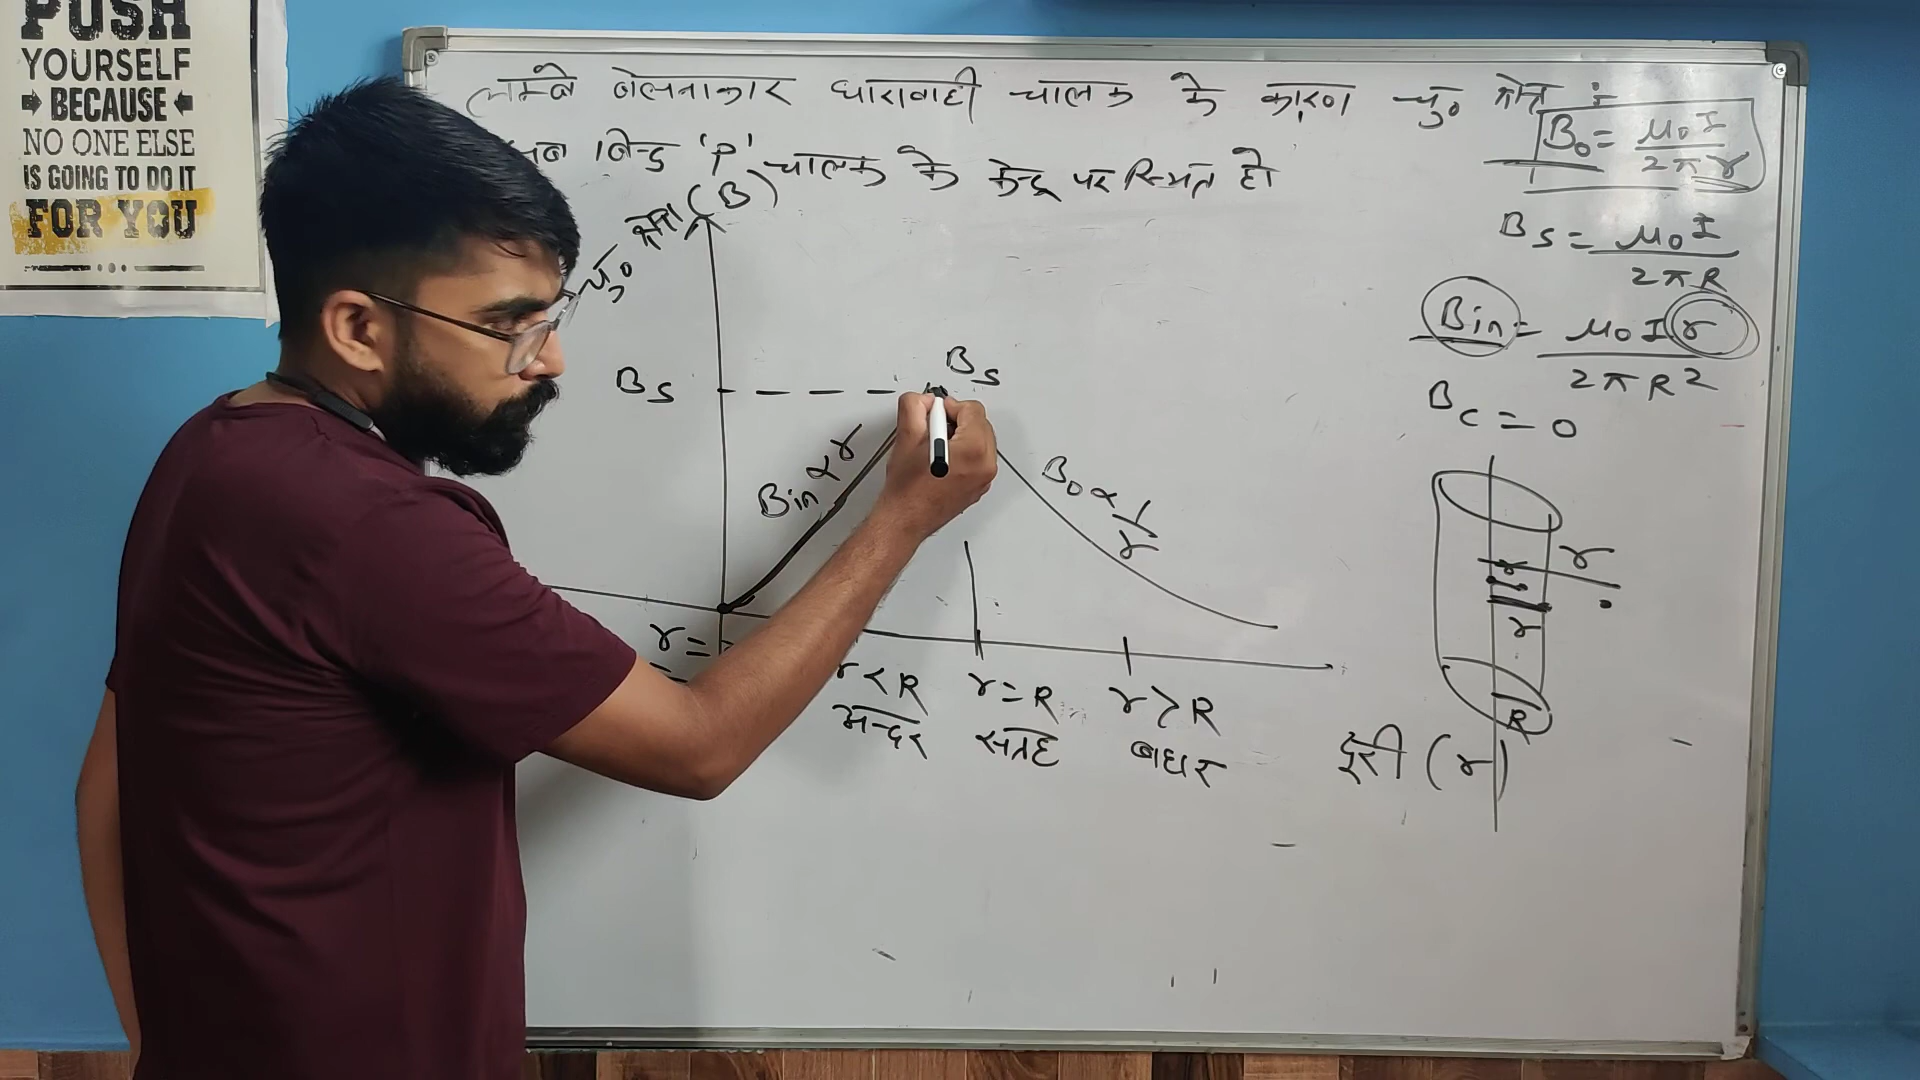 PUSH
YOURSELF
BECAUSE
NO ONE ELSE
IS GOING TO DO IT
FOR YOU
लम्बे बेलनाकार धारावाही चालक के कारण चु० क्षेत्र :-
जब बिन्दु 'P' चालक के केन्द्र पर स्थित हो
B₀ = μ₀I / 2πr
Bs = μ₀I / 2πR
Bin = μ₀Ir / 2πR²
Bc = 0
चु० क्षेत्र (B)
Bs
Bs
Bin ∝ r
B₀ ∝ 1/r
r =
r < R
r = R
r > R
अन्दर
सतह
बाहर
दूरी (r)
r
r
r
R